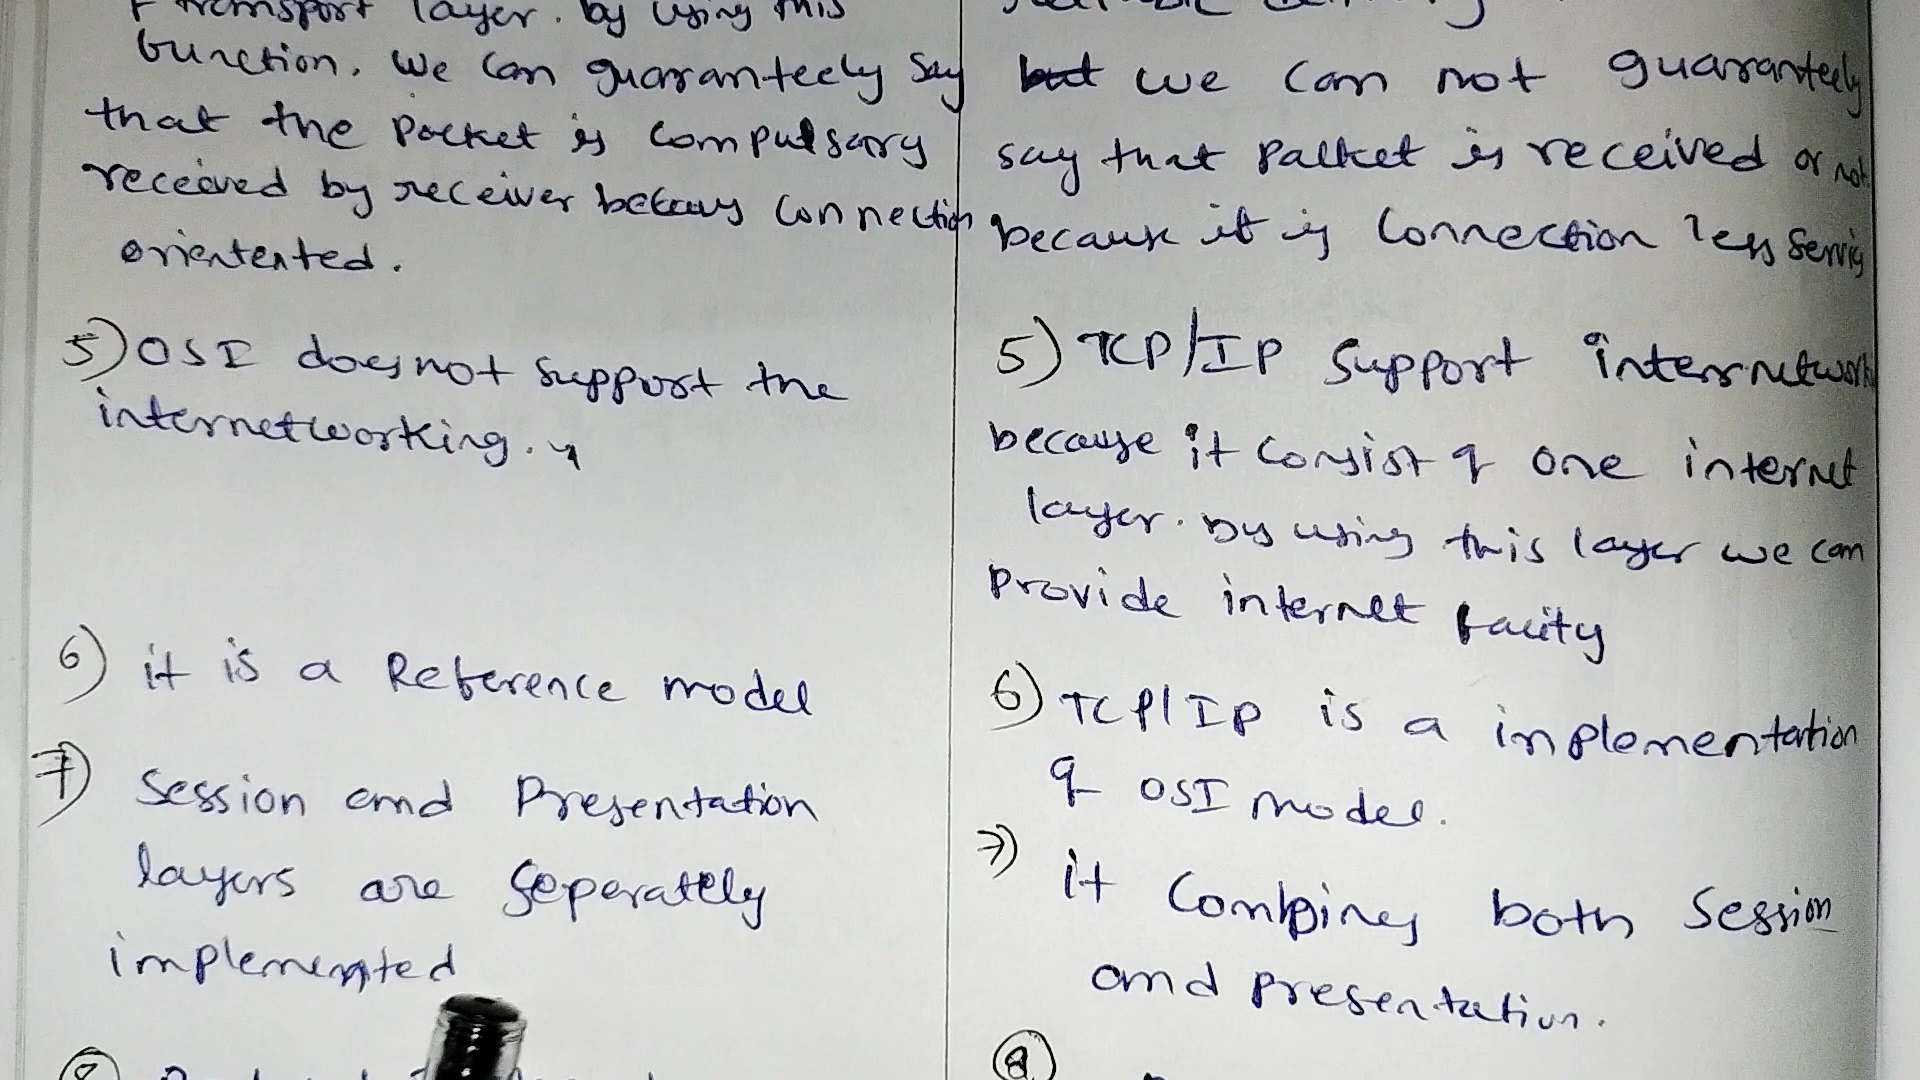 transport layer. by using this
function, we can guaranteely say
that the Packet is compulsary
received by receiver becaus connection
orientented.
5) OSI does not support the
internetworking.
6) it is a Reference model
7) Session and Presentation
layers are seperately
implemented
but we can not guaranteely
say that Packet is received or not
because it is Connection less servic
5) TCP/IP support internetwork
because it consist of one internet
layer. by using this layer we can
Provide internet facity
6) TCP/IP is a implementation
of OSI model.
7) it Combines both Session
and presentation.
8